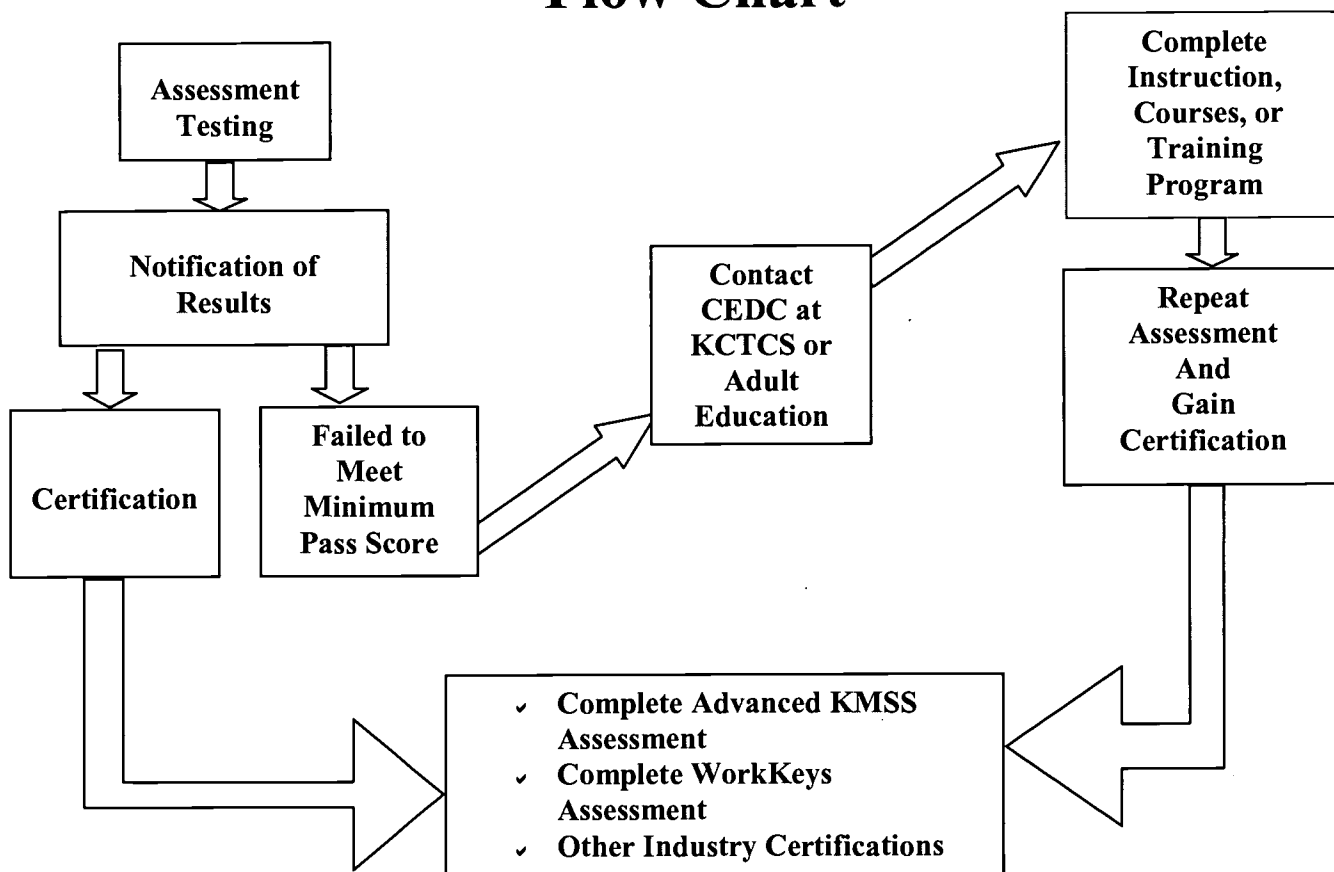 Flow Chart
Assessment
Testing
Notification of
Results
Certification
Failed to
Meet
Minimum
Pass Score
Contact
CEDC at
KCTCS or
Adult
Education
Complete
Instruction,
Courses, or
Training
Program
Repeat
Assessment
And
Gain
Certification
✓ Complete Advanced KMSS
Assessment
✓ Complete WorkKeys
Assessment
✓ Other Industry Certifications